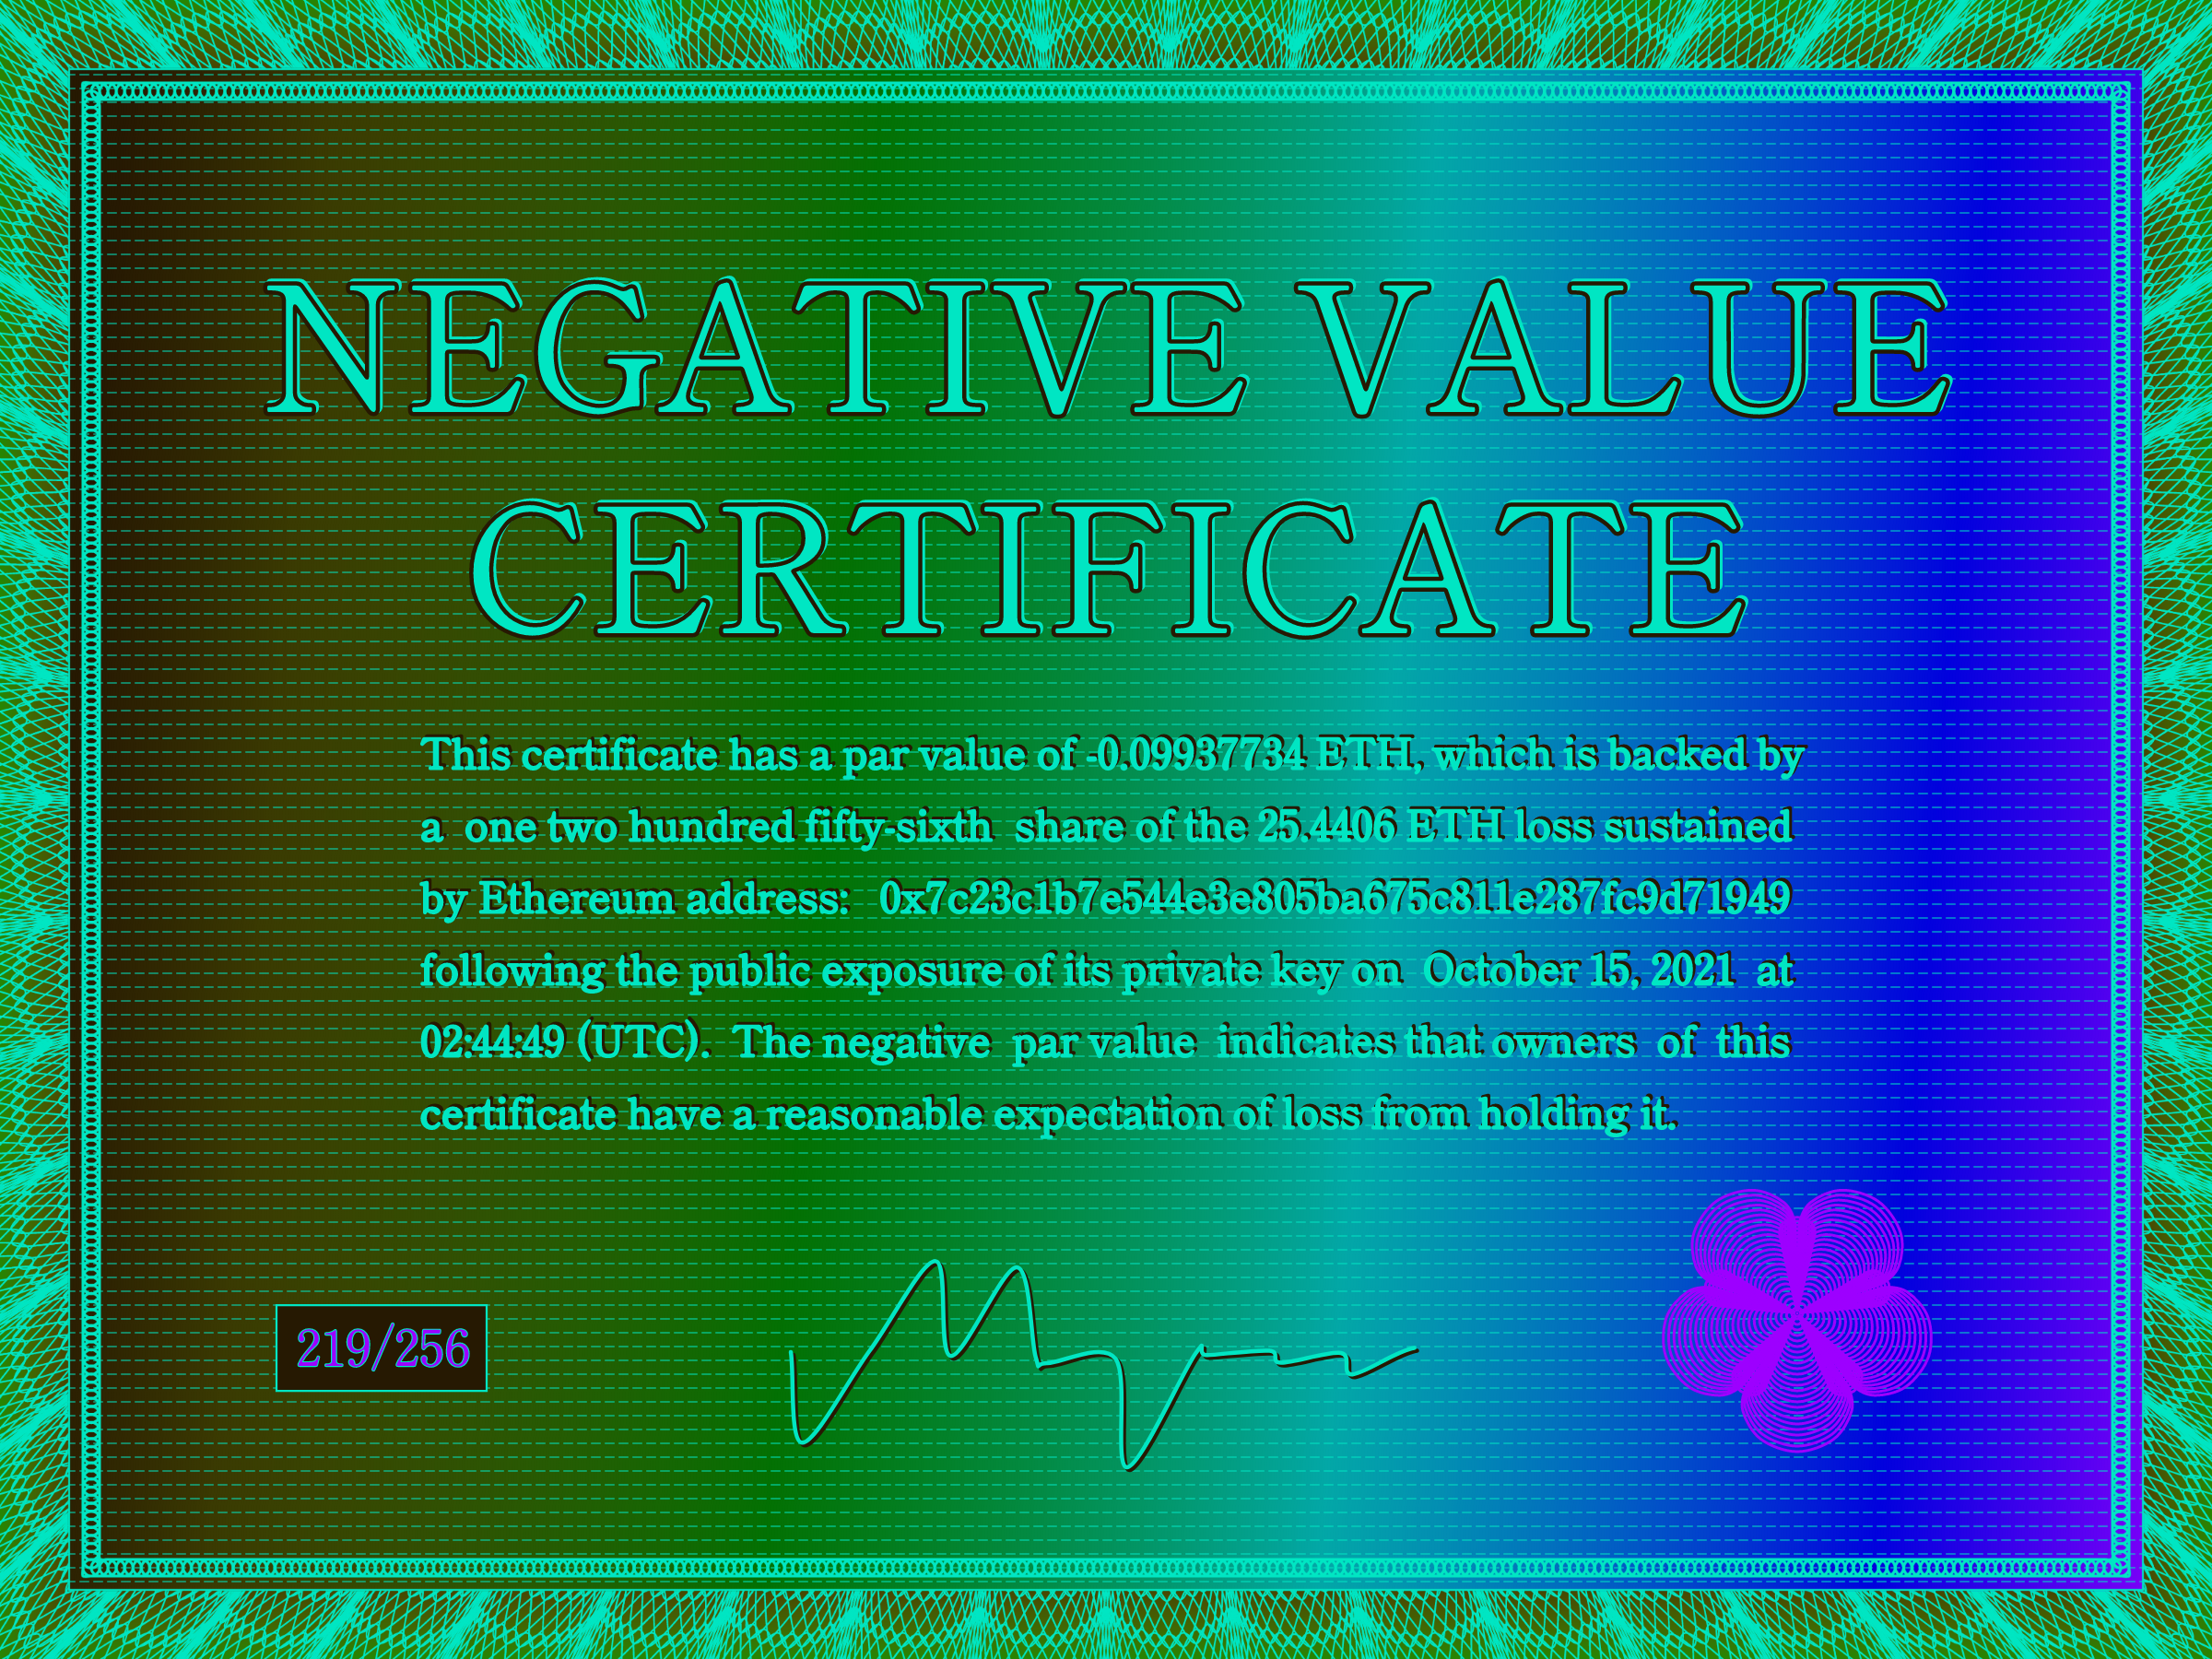 NEGATIVE VALUE
CERTIFICATE
This certificate has a par value of -0.09937734 ETH, which is backed by
a one two hundred fifty-sixth share of the 25.4406 ETH loss sustained
by Ethereum address: 0x7c23c1b7e544e3e805ba675c811e287fc9d71949
following the public exposure of its private key on October 15, 2021 at
02:44:49 (UTC). The negative par value indicates that owners of this
certificate have a reasonable expectation of loss from holding it.
219/256